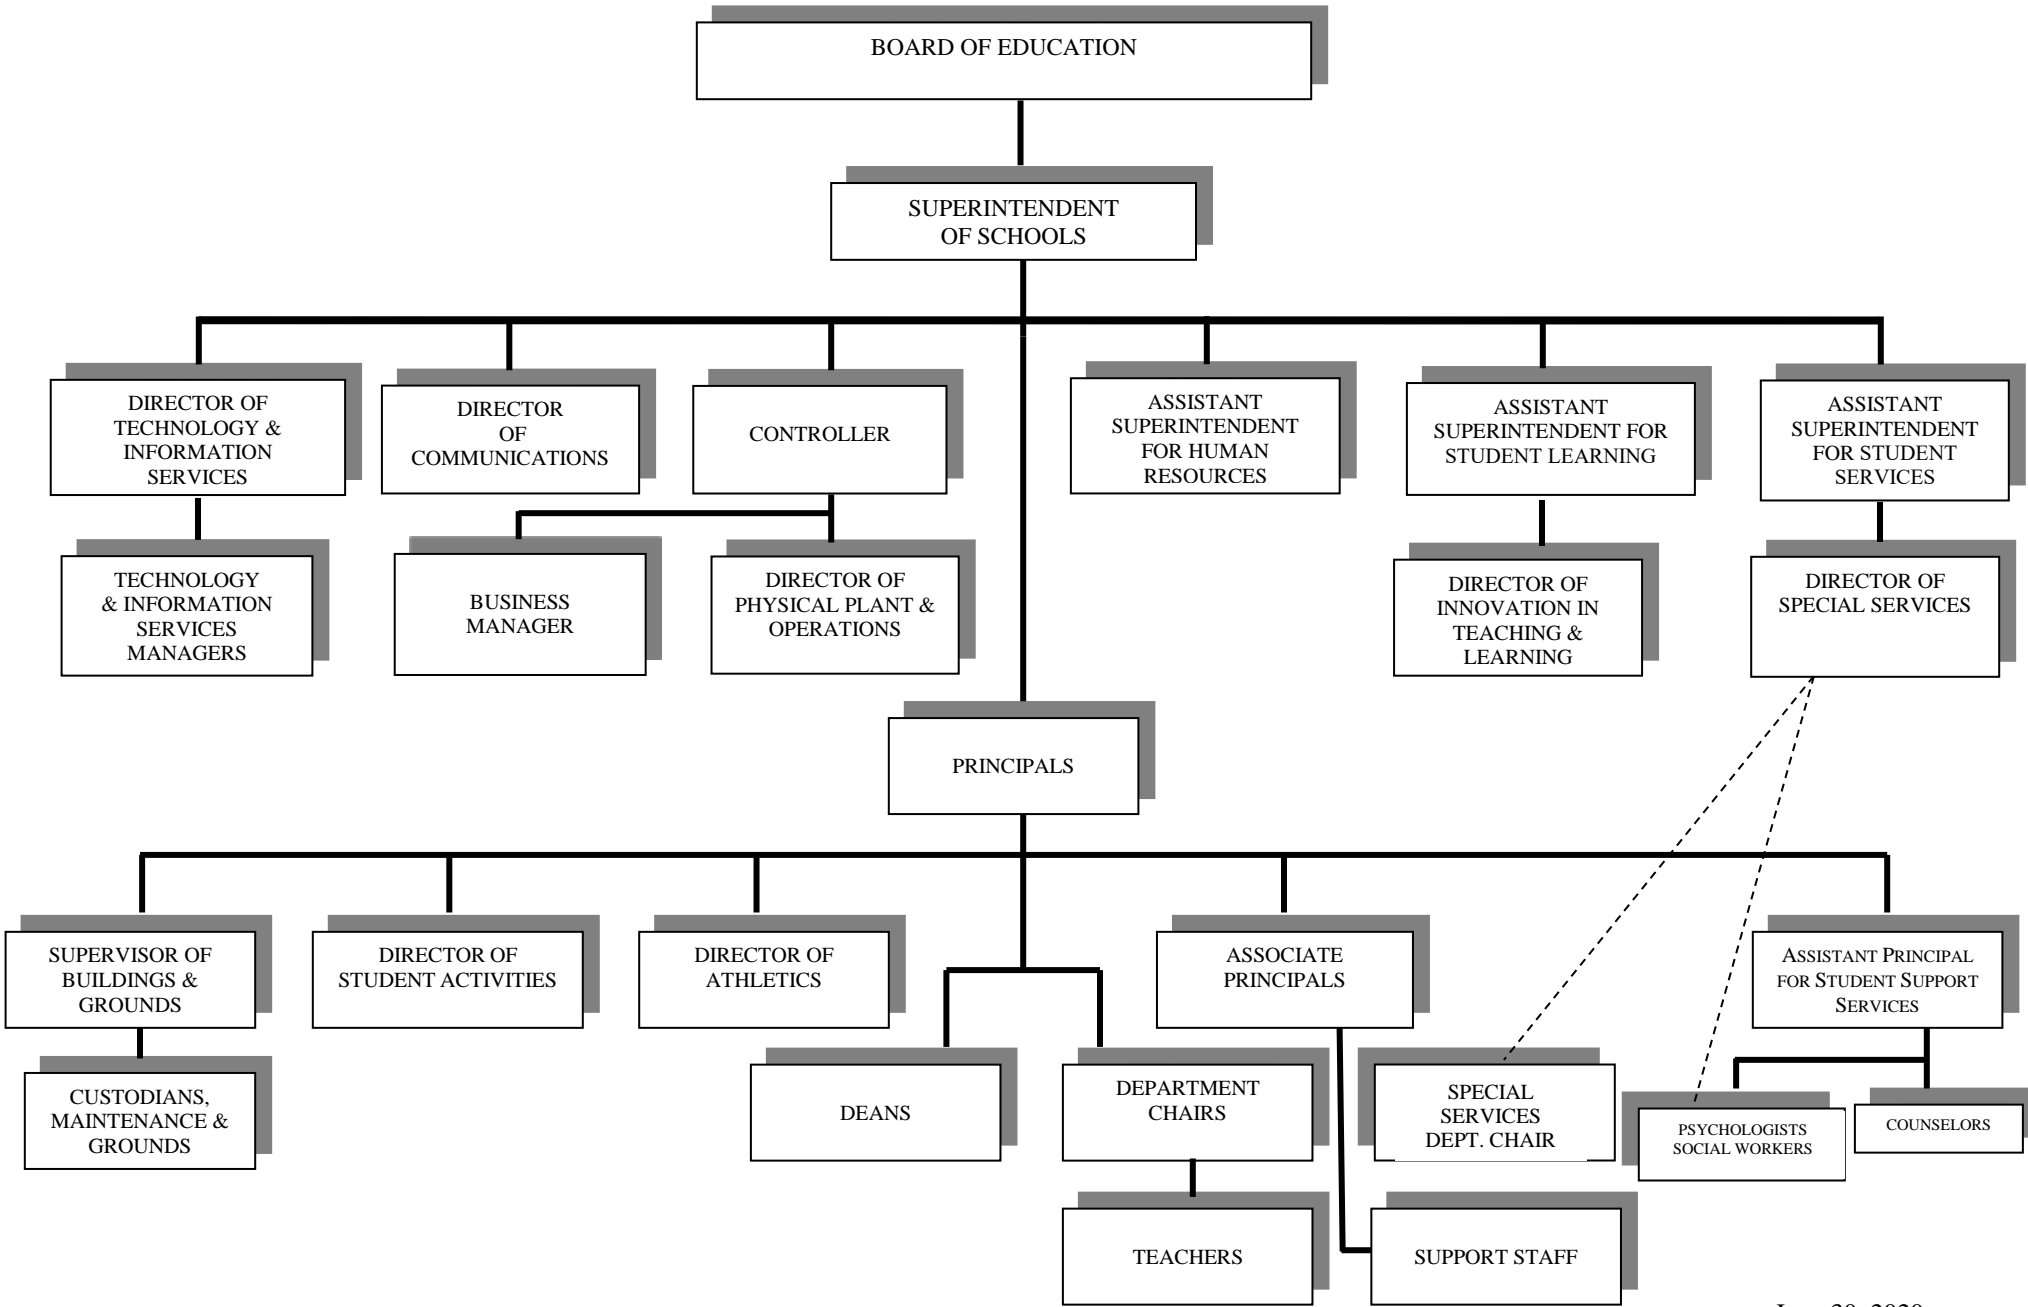 BOARD OF EDUCATION
SUPERINTENDENT
OF SCHOOLS
DIRECTOR OF
TECHNOLOGY &
INFORMATION
SERVICES
DIRECTOR
OF
COMMUNICATIONS
CONTROLLER
ASSISTANT
SUPERINTENDENT
FOR HUMAN
RESOURCES
ASSISTANT
SUPERINTENDENT FOR
STUDENT LEARNING
ASSISTANT
SUPERINTENDENT
FOR STUDENT
SERVICES
TECHNOLOGY
& INFORMATION
SERVICES
MANAGERS
BUSINESS
MANAGER
DIRECTOR OF
PHYSICAL PLANT &
OPERATIONS
DIRECTOR OF
INNOVATION IN
TEACHING &
LEARNING
DIRECTOR OF
SPECIAL SERVICES
PRINCIPALS
SUPERVISOR OF
BUILDINGS &
GROUNDS
DIRECTOR OF
STUDENT ACTIVITIES
DIRECTOR OF
ATHLETICS
ASSOCIATE
PRINCIPALS
ASSISTANT PRINCIPAL
FOR STUDENT SUPPORT
SERVICES
CUSTODIANS,
MAINTENANCE &
GROUNDS
DEANS
DEPARTMENT
CHAIRS
SPECIAL
SERVICES
DEPT. CHAIR
PSYCHOLOGISTS
SOCIAL WORKERS
COUNSELORS
TEACHERS
SUPPORT STAFF